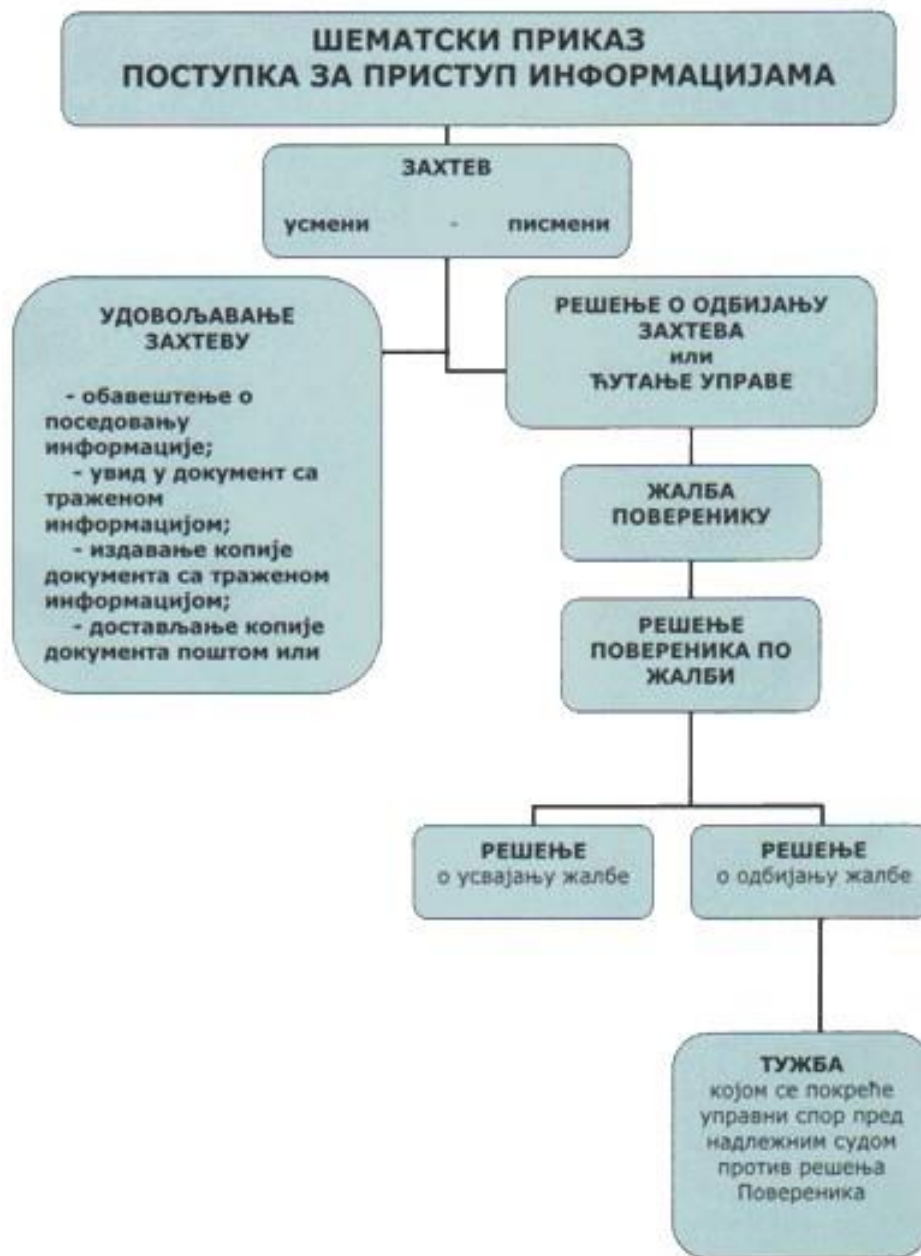 ШЕМАТСКИ ПРИКАЗ
ПОСТУПКА ЗА ПРИСТУП ИНФОРМАЦИЈАМА
ЗАХТЕВ
усмени - писмени
УДОВОЉАВАЊЕ
ЗАХТЕВУ
- обавештење о
поседовању
информације;
- увид у документ са
траженом
информацијом;
- издавање копије
документа са траженом
информацијом;
- достављање копије
документа поштом или
РЕШЕЊЕ О ОДБИЈАЊУ
ЗАХТЕВА
или
ЋУТАЊЕ УПРАВЕ
ЖАЛБА
ПОВЕРЕНИКУ
РЕШЕЊЕ
ПОВЕРЕНИКА ПО
ЖАЛБИ
РЕШЕЊЕ
о усвајању жалбе
РЕШЕЊЕ
о одбијању жалбе
ТУЖБА
којом се покреће
управни спор пред
надлежним судом
против решења
Повереника